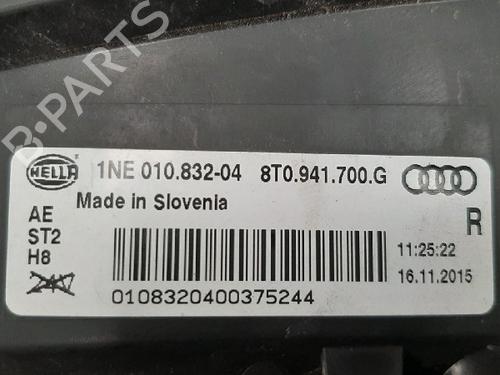 B-PARTS
HELLA 1NE 010.832-04 8T0.941.700.G
Made in Slovenia
R
AE
ST2
H8
11:25:22
16.11.2015
0108320400375244